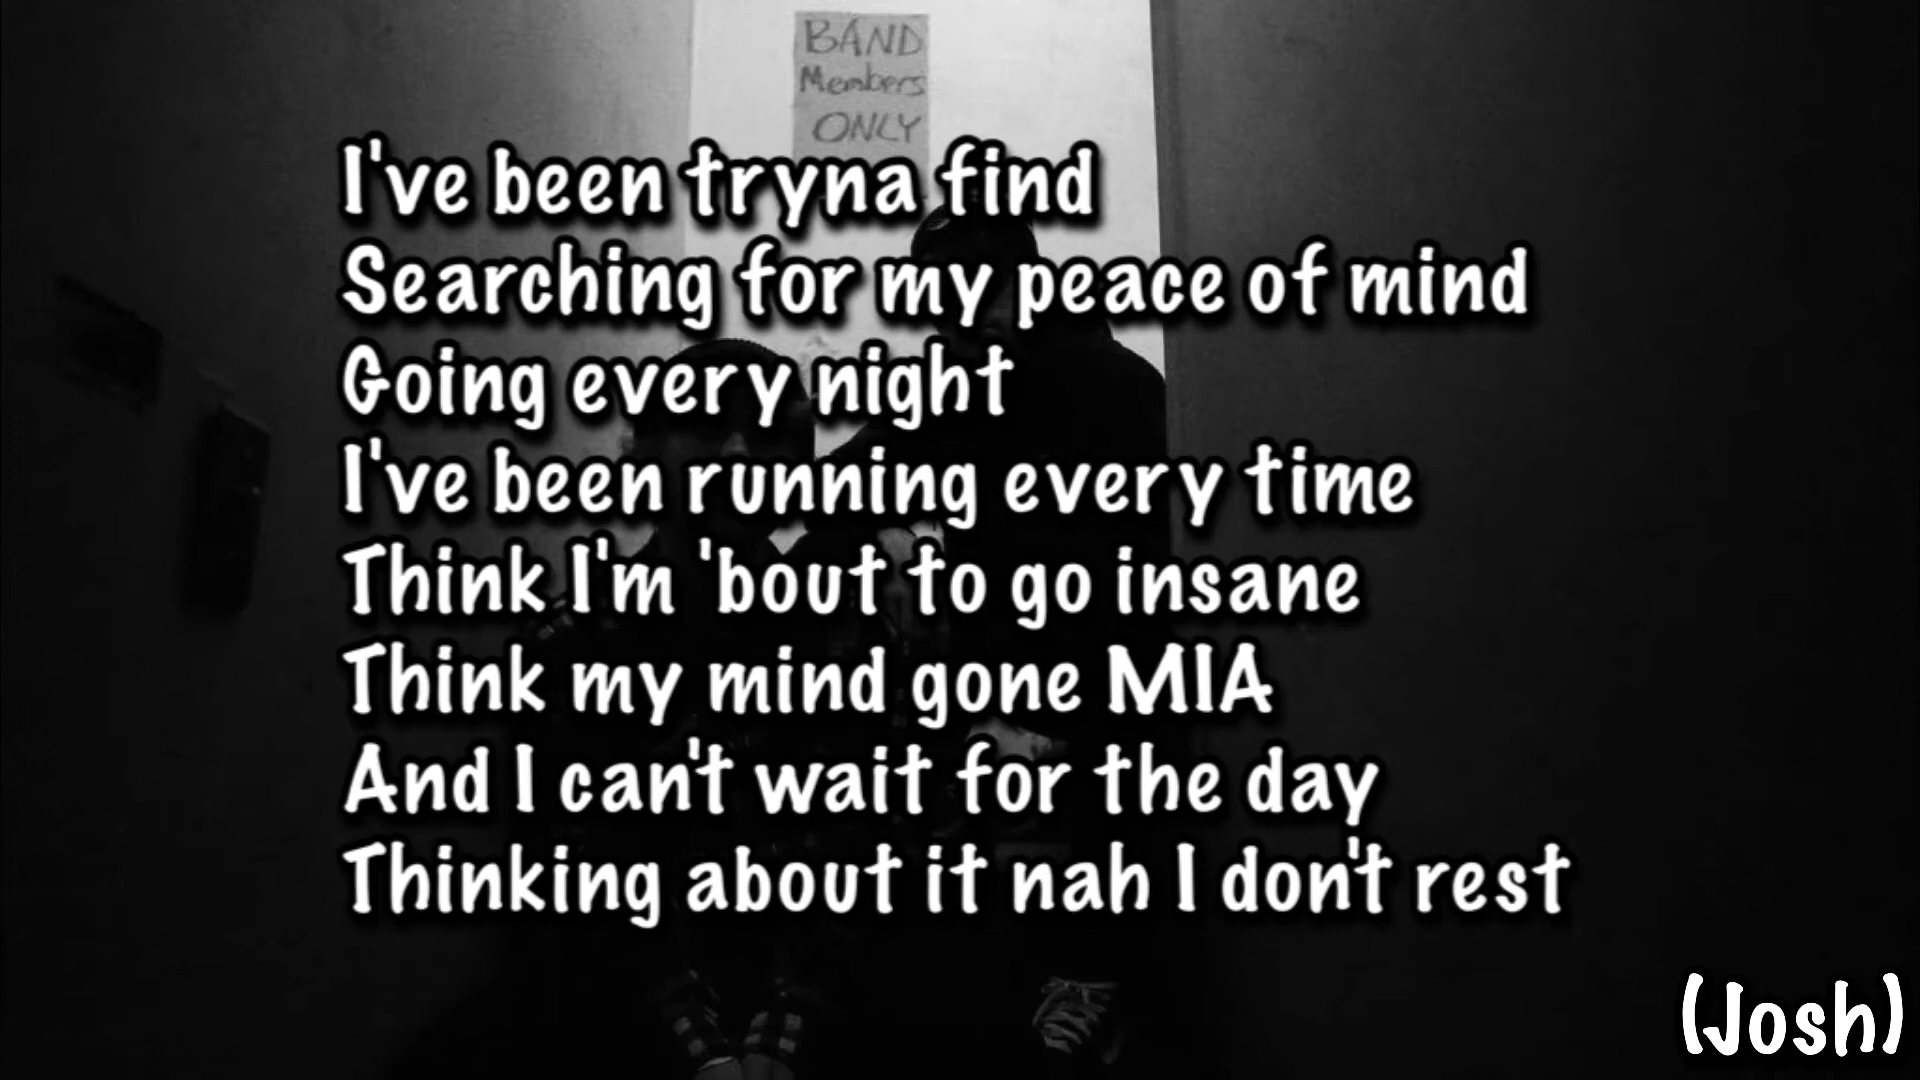 BAND
Members
ONLY
I've been tryna find
Searching for my peace of mind
Going every night
I've been running every time
Think I'm 'bout to go insane
Think my mind gone MIA
And I can't wait for the day
Thinking about it nah I don't rest
(Josh)